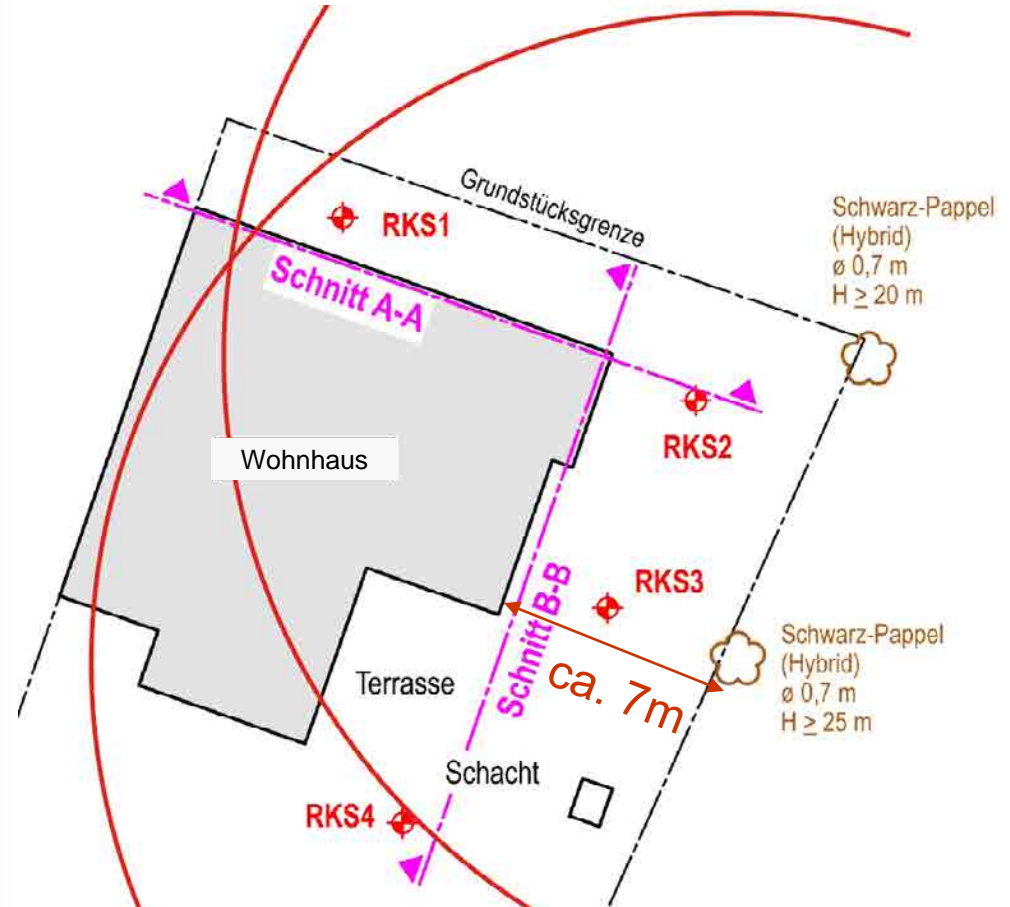 Grundstücksgrenze
Schwarz-Pappel
(Hybrid)
ø 0,7 m
H ≥ 20 m
RKS1
Schnitt A-A
RKS2
Wohnhaus
RKS3
Schnitt B-B
ca. 7m
Schwarz-Pappel
(Hybrid)
ø 0,7 m
H ≥ 25 m
Terrasse
Schacht
RKS4